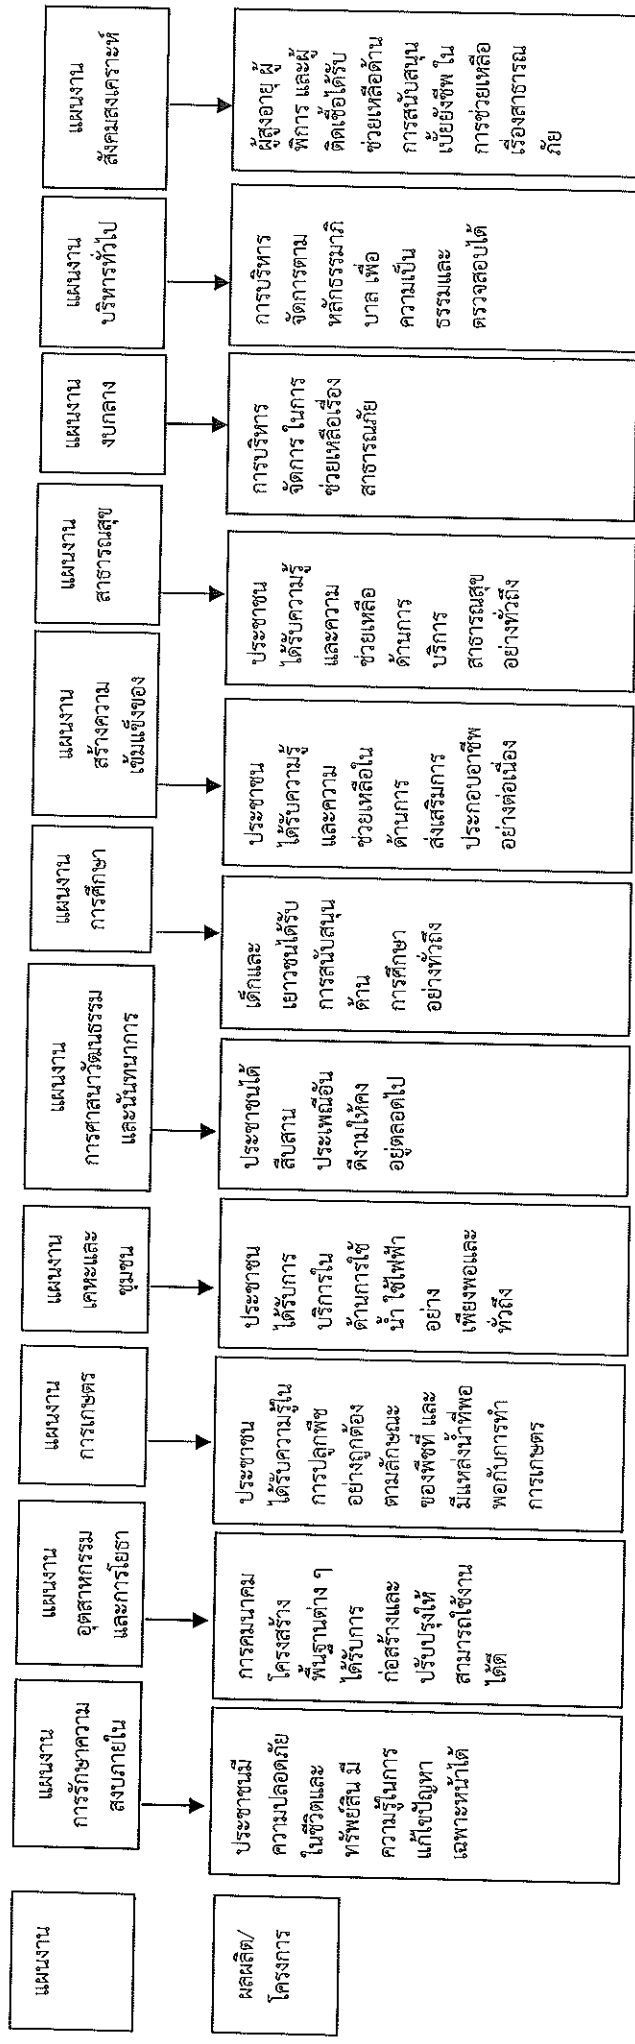 แผนงาน
แผนงาน
การรักษาความ
สงบภายใน
แผนงาน
อุตสาหกรรม
และการโยธา
แผนงาน
การเกษตร
แผนงาน
เคหะและ
ชุมชน
แผนงาน
การศาสนาวัฒนธรรม
และนันทนาการ
แผนงาน
การศึกษา
แผนงาน
สร้างความ
เข้มแข็งของ
แผนงาน
สาธารณสุข
แผนงาน
งบกลาง
แผนงาน
บริหารทั่วไป
แผนงาน
สังคมสงเคราะห์
ผลผลิต/
โครงการ
ประชาชนมี
ความปลอดภัย
ในชีวิตและ
ทรัพย์สิน มี
ความรู้ในการ
แก้ไขปัญหา
เฉพาะหน้าได้
การคมนาคม
โครงสร้าง
พื้นฐานต่าง ๆ
ได้รับการ
ก่อสร้างและ
ปรับปรุงให้
สามารถใช้งาน
ได้ดี
ประชาชน
ได้รับความรู้ใน
การปลูกพืช
อย่างถูกต้อง
ตามลักษณะ
ของพืชที่ และ
มีแหล่งน้ำที่พอ
พอกับการทำ
การเกษตร
ประชาชน
ได้รับการ
บริการใน
ด้านการใช้
น้ำ ใช้ไฟฟ้า
อย่าง
เพียงพอและ
ทั่วถึง
ประชาชนได้
สืบสาน
ประเพณีอัน
ดีงามให้คง
อยู่ตลอดไป
เด็กและ
เยาวชนได้รับ
การสนับสนุน
ด้าน
การศึกษา
อย่างทั่วถึง
ประชาชน
ได้รับความรู้
และความ
ช่วยเหลือใน
ด้านการ
ส่งเสริมการ
ประกอบอาชีพ
อย่างต่อเนื่อง
ประชาชน
ได้รับความรู้
และความ
ช่วยเหลือ
ด้านการ
บริการ
สาธารณสุข
อย่างทั่วถึง
การบริหาร
จัดการ ในการ
ช่วยเหลือเรื่อง
สาธารณภัย
การบริหาร
จัดการตาม
หลักธรรมาภิ
บาล เพื่อ
ความเป็น
ธรรมและ
ตรวจสอบได้
ผู้สูงอายุ ผู้
พิการ และผู้
ติดเชื้อได้รับ
ช่วยเหลือด้าน
การสนับสนุน
เบี้ยยังชีพ ใน
การช่วยเหลือ
เรื่องสาธารณ
ภัย